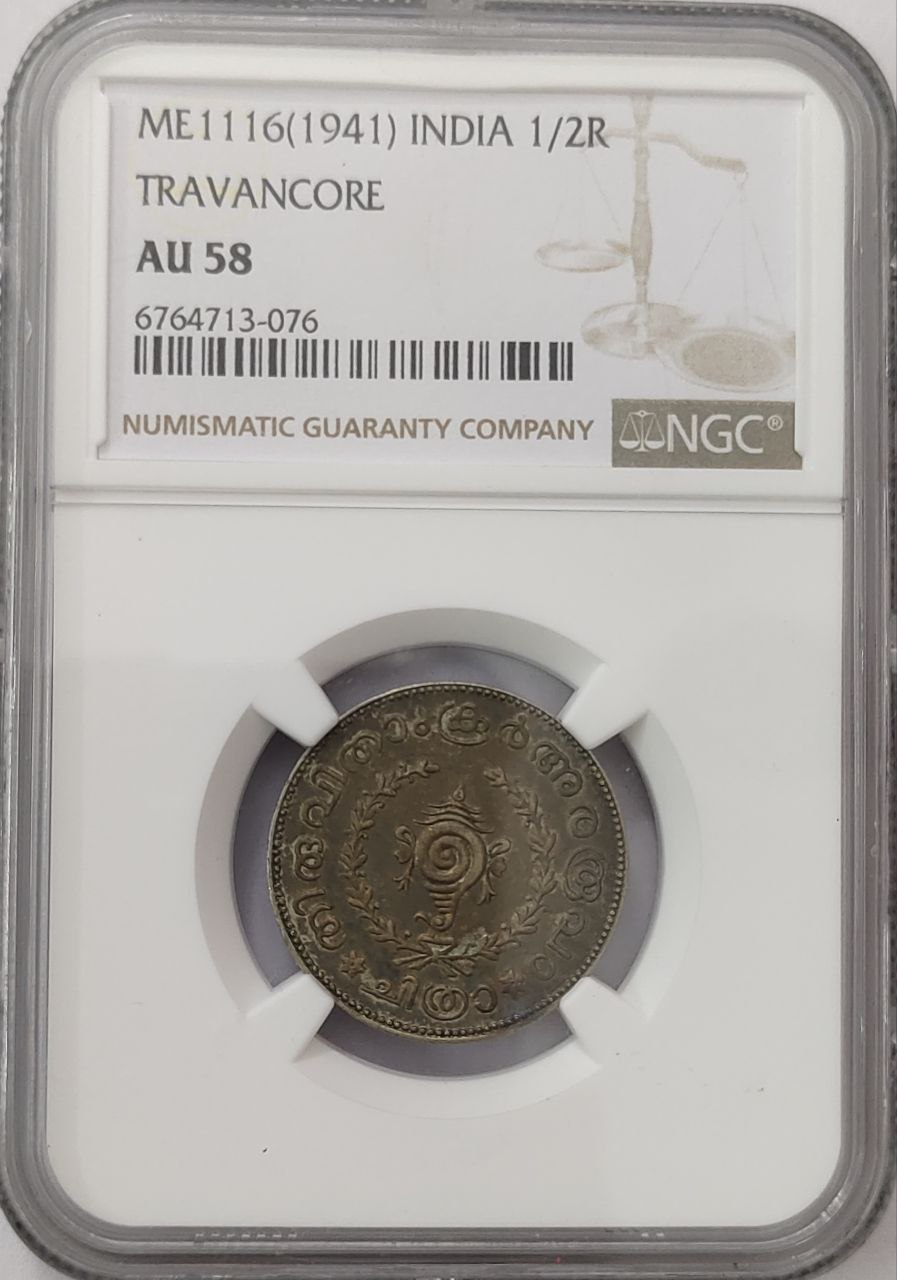 ME1116(1941) INDIA 1/2R
TRAVANCORE
AU 58
6764713-076
NUMISMATIC GUARANTY COMPANY
NGC®
തിരുവിതാംകൂർ
ചിത്രാ